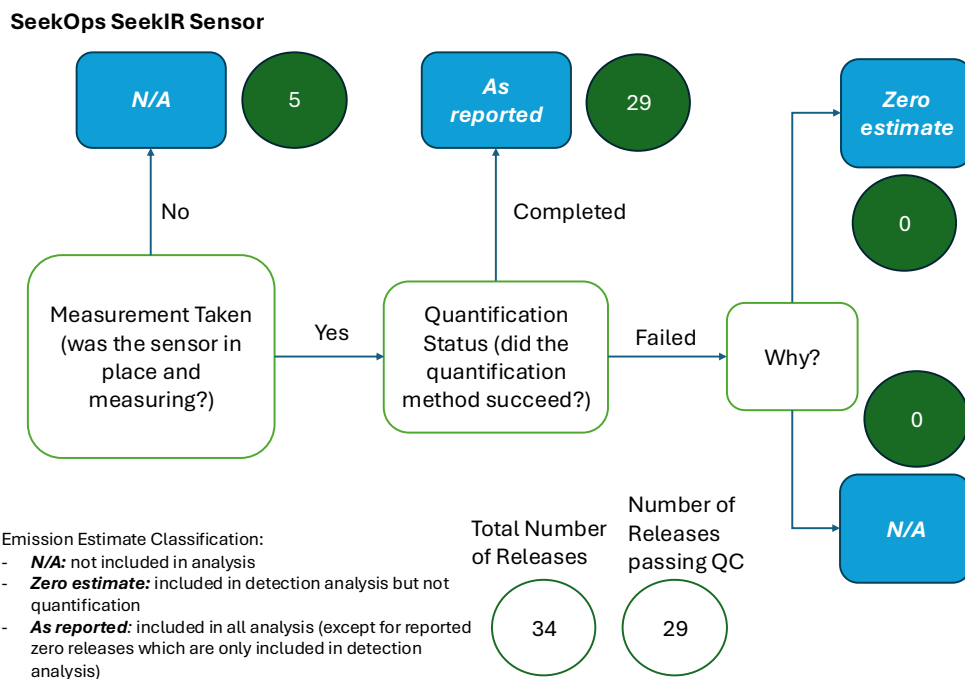 SeekOps SeekIR Sensor
N/A
5
As
reported
29
Zero
estimate
0
No
Completed
Measurement Taken
(was the sensor in
place and
measuring?)
Yes
Quantification
Status (did the
quantification
method succeed?)
Failed
Why?
0
N/A
Emission Estimate Classification:
- N/A: not included in analysis
- Zero estimate: included in detection analysis but not
quantification
- As reported: included in all analysis (except for reported
zero releases which are only included in detection
analysis)
Total Number
of Releases
34
Number of
Releases
passing QC
29